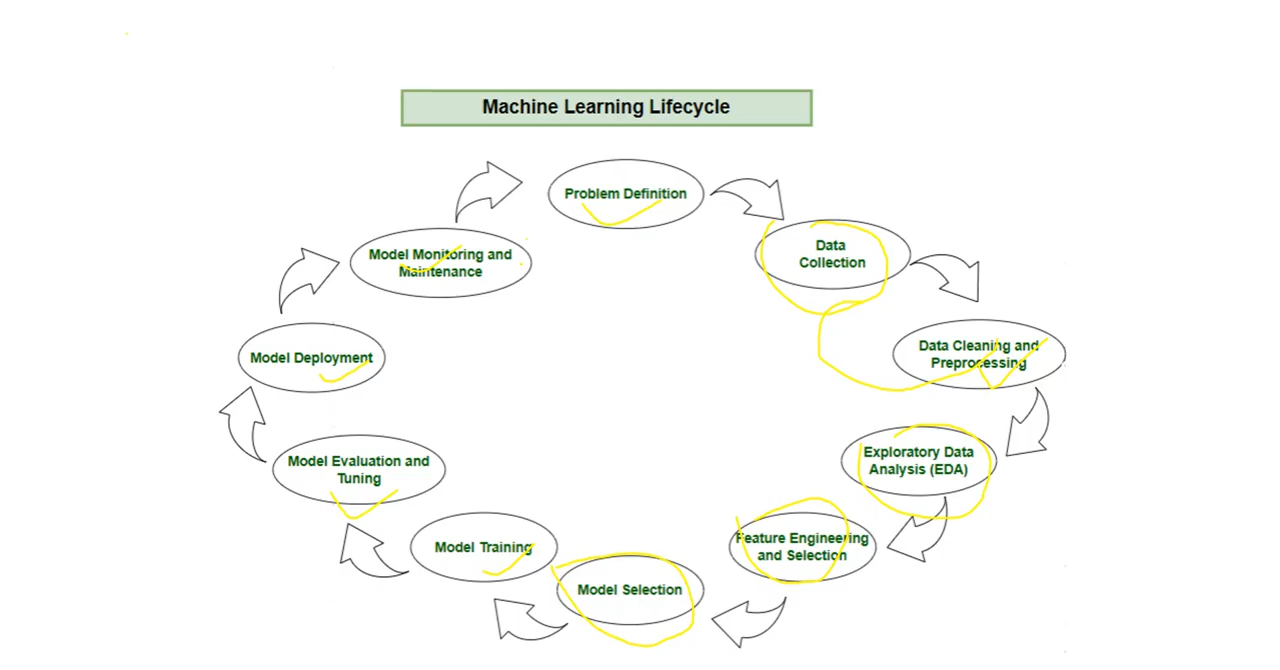 Machine Learning Lifecycle
Problem Definition
Data
Collection
Data Cleaning and
Preprocessing
Exploratory Data
Analysis (EDA)
Feature Engineering
and Selection
Model Selection
Model Training
Model Evaluation and
Tuning
Model Deployment
Model Monitoring and
Maintenance